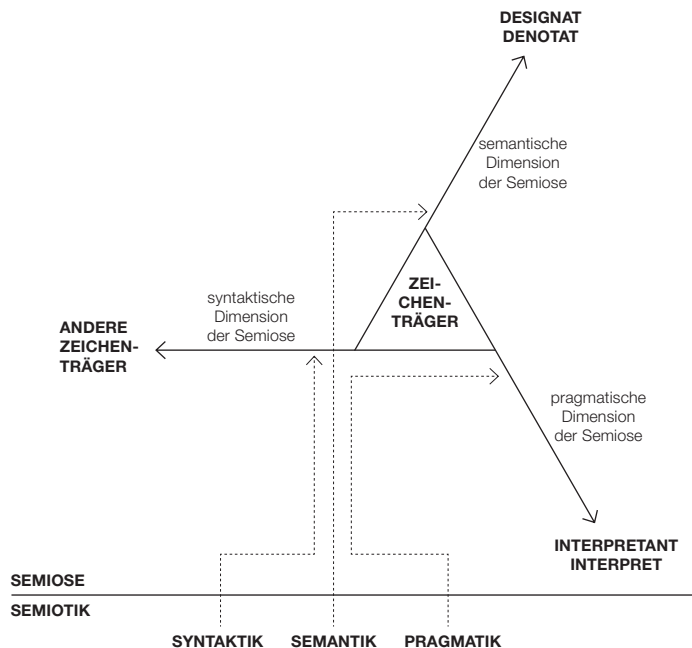 DESIGNAT
DENOTAT
semantische
Dimension
der Semiose
ZEI-
CHEN-
TRÄGER
syntaktische
Dimension
der Semiose
ANDERE
ZEICHEN-
TRÄGER
pragmatische
Dimension
der Semiose
INTERPRETANT
INTERPRET
SEMIOSE
SEMIOTIK
SYNTAKTIK SEMANTIK PRAGMATIK